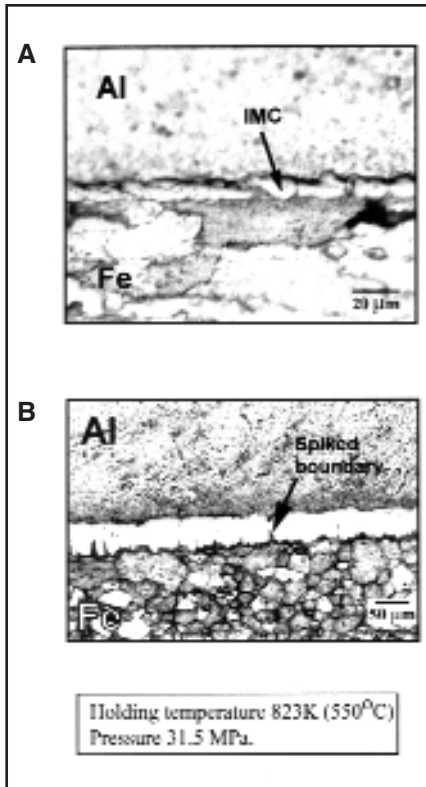 A
Al
IMC
Fe
20 µm
B
Al
Spiked
boundary
Fe
50 µm
Holding temperature 823K (550°C)
Pressure 31.5 MPa.